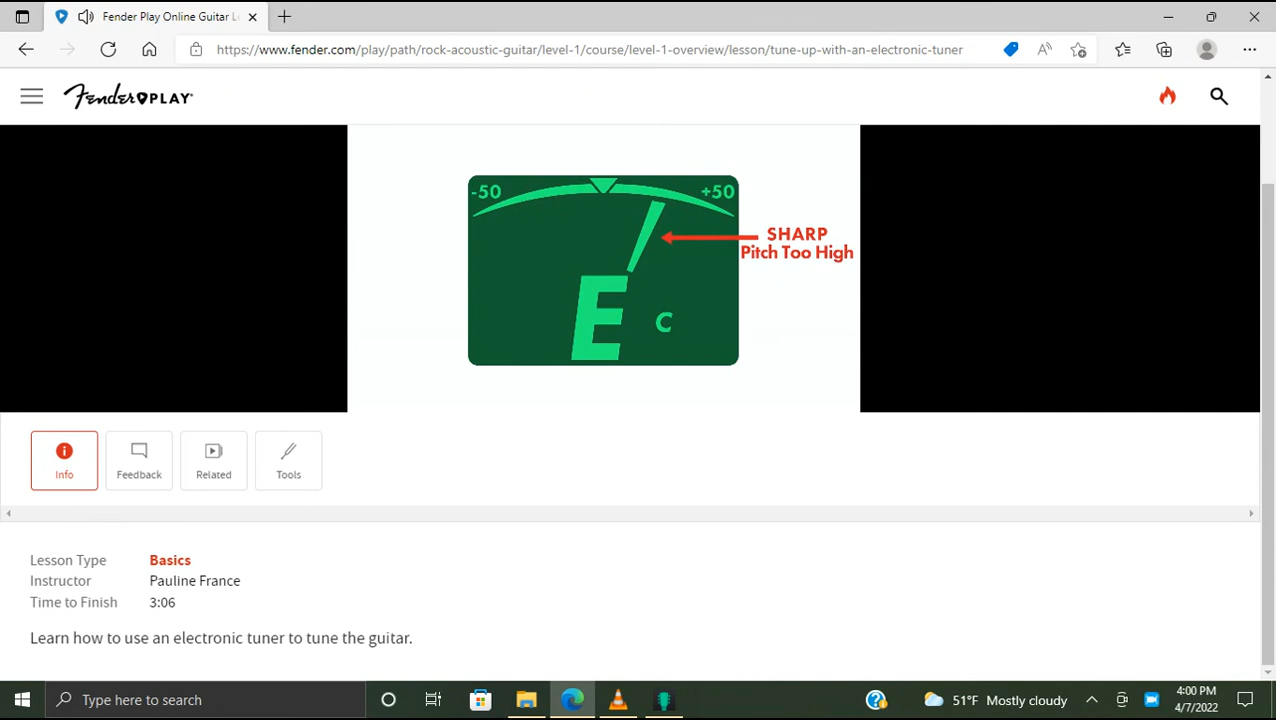 Fender Play Online Guitar Le
https://www.fender.com/play/path/rock-acoustic-guitar/level-1/course/level-1-overview/lesson/tune-up-with-an-electronic-tuner
Fender PLAY
-50 +50
SHARP
Pitch Too High
E C
Info Feedback Related Tools
Lesson Type Basics
Instructor Pauline France
Time to Finish 3:06
Learn how to use an electronic tuner to tune the guitar.
Type here to search
51°F Mostly cloudy
4:00 PM
4/7/2022